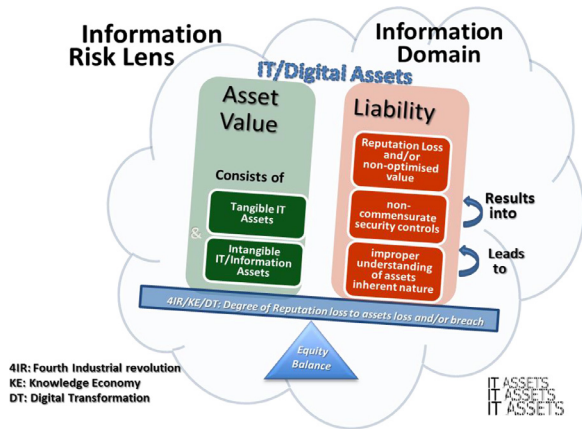 Information
Risk Lens
Information
Domain
IT/Digital Assets
Asset
Value
Consists of
Tangible IT
Assets
&
Intangible
IT/Information
Assets
Liability
Reputation Loss
and/or
non-optimised
value
non-
commensurate
security controls
improper
understanding
of assets
inherent nature
Results
into
Leads
to
4IR/KE/DT: Degree of Reputation loss to assets loss and/or breach
Equity
Balance
4IR: Fourth Industrial revolution
KE: Knowledge Economy
DT: Digital Transformation
IT ASSETS
IT ASSETS
IT ASSETS